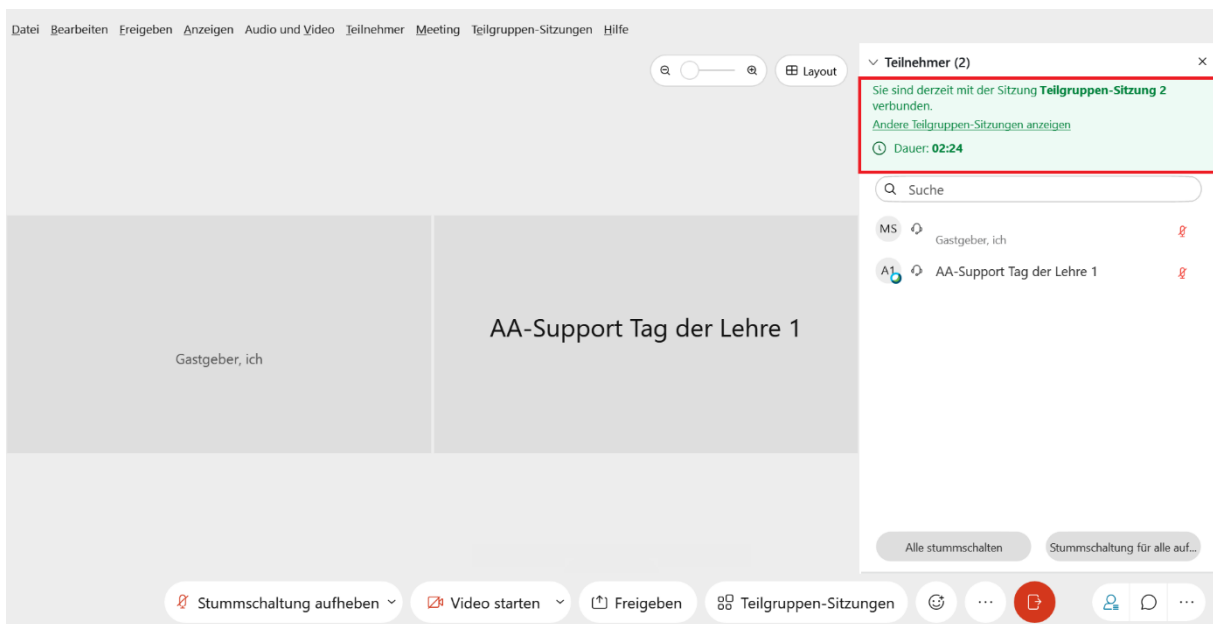 Datei Bearbeiten Freigeben Anzeigen Audio und Video Teilnehmer Meeting Teilgruppen-Sitzungen Hilfe
Layout
Teilnehmer (2)
Sie sind derzeit mit der Sitzung Teilgruppen-Sitzung 2
verbunden.
Andere Teilgruppen-Sitzungen anzeigen
Dauer: 02:24
Suche
MS
Gastgeber, ich
A1 AA-Support Tag der Lehre 1
Gastgeber, ich
AA-Support Tag der Lehre 1
Alle stummschalten Stummschaltung für alle auf...
Stummschaltung aufheben Video starten Freigeben Teilgruppen-Sitzungen